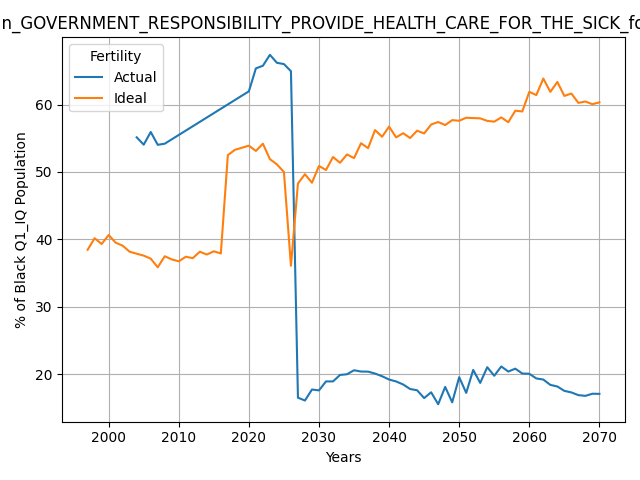 n_GOVERNMENT_RESPONSIBILITY_PROVIDE_HEALTH_CARE_FOR_THE_SICK_fo
Fertility
Actual
Ideal
% of Black Q1_IQ Population
60
50
40
30
20
2000 2010 2020 2030 2040 2050 2060 2070
Years